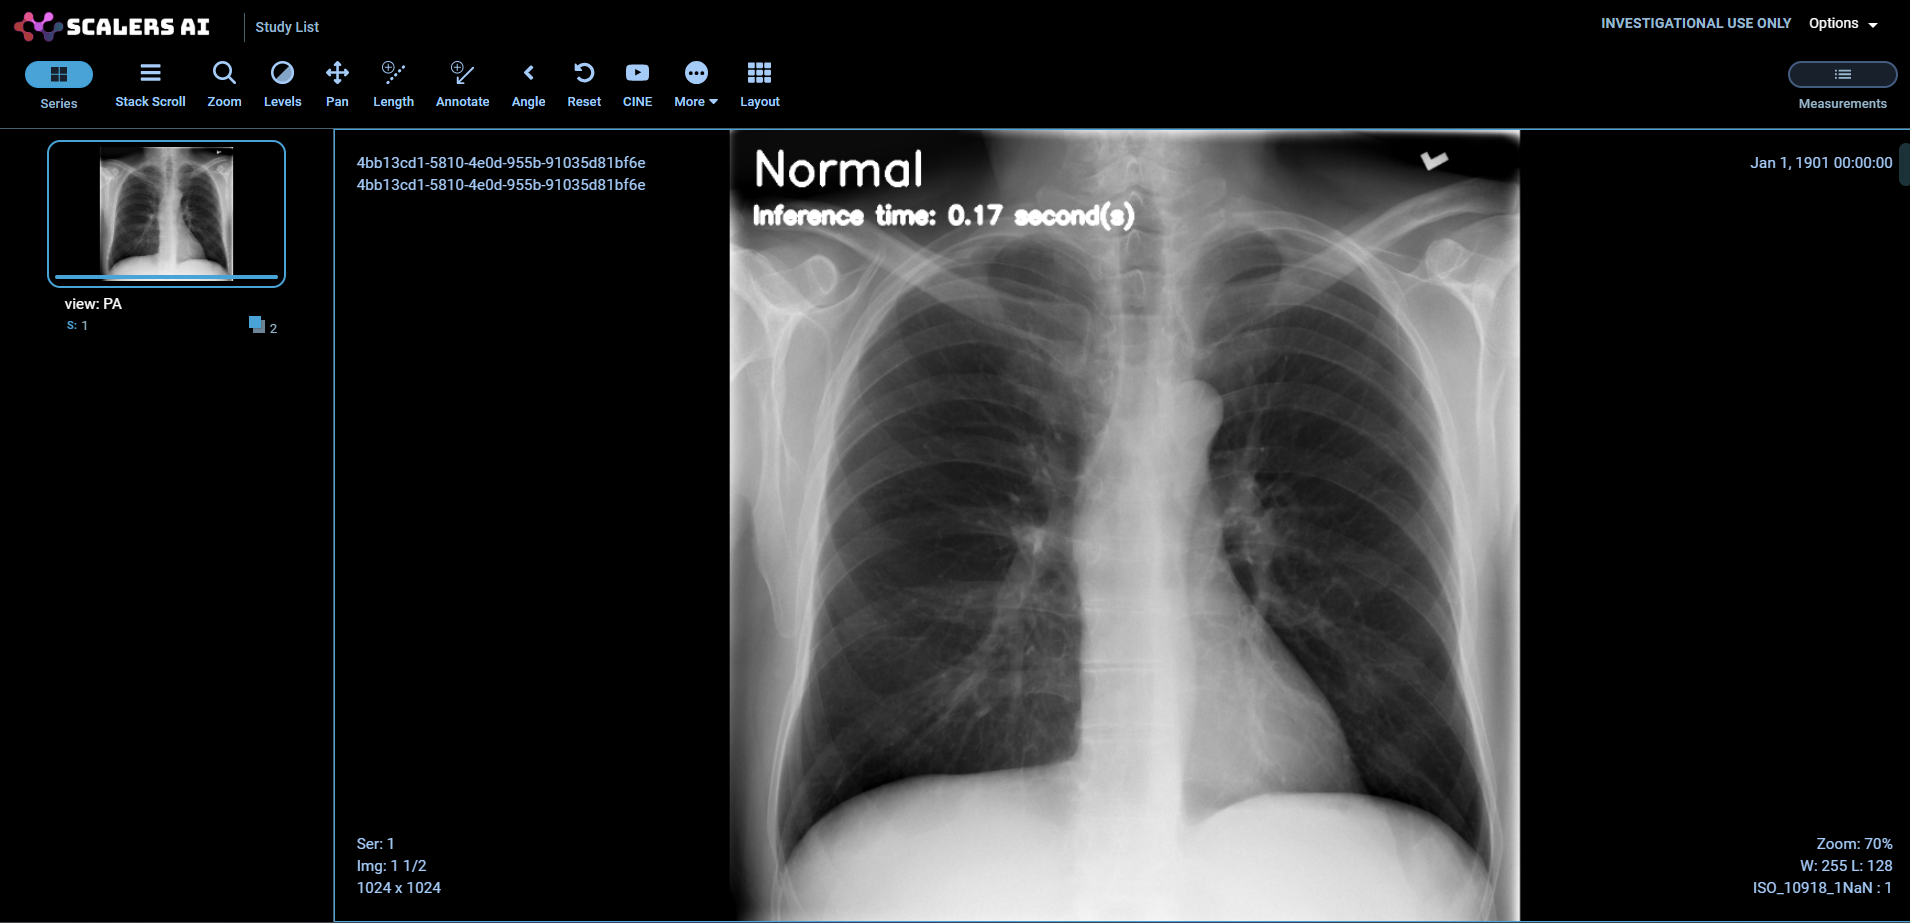 SCALERS AI
Study List
INVESTIGATIONAL USE ONLY
Options
Series
Stack Scroll
Zoom
Levels
Pan
Length
Annotate
Angle
Reset
CINE
More
Layout
Measurements
view: PA
S: 1
2
4bb13cd1-5810-4e0d-955b-91035d81bf6e
4bb13cd1-5810-4e0d-955b-91035d81bf6e
Normal
Inference time: 0.17 second(s)
Jan 1, 1901 00:00:00
Ser: 1
Img: 1 1/2
1024 x 1024
Zoom: 70%
W: 255 L: 128
ISO_10918_1NaN : 1